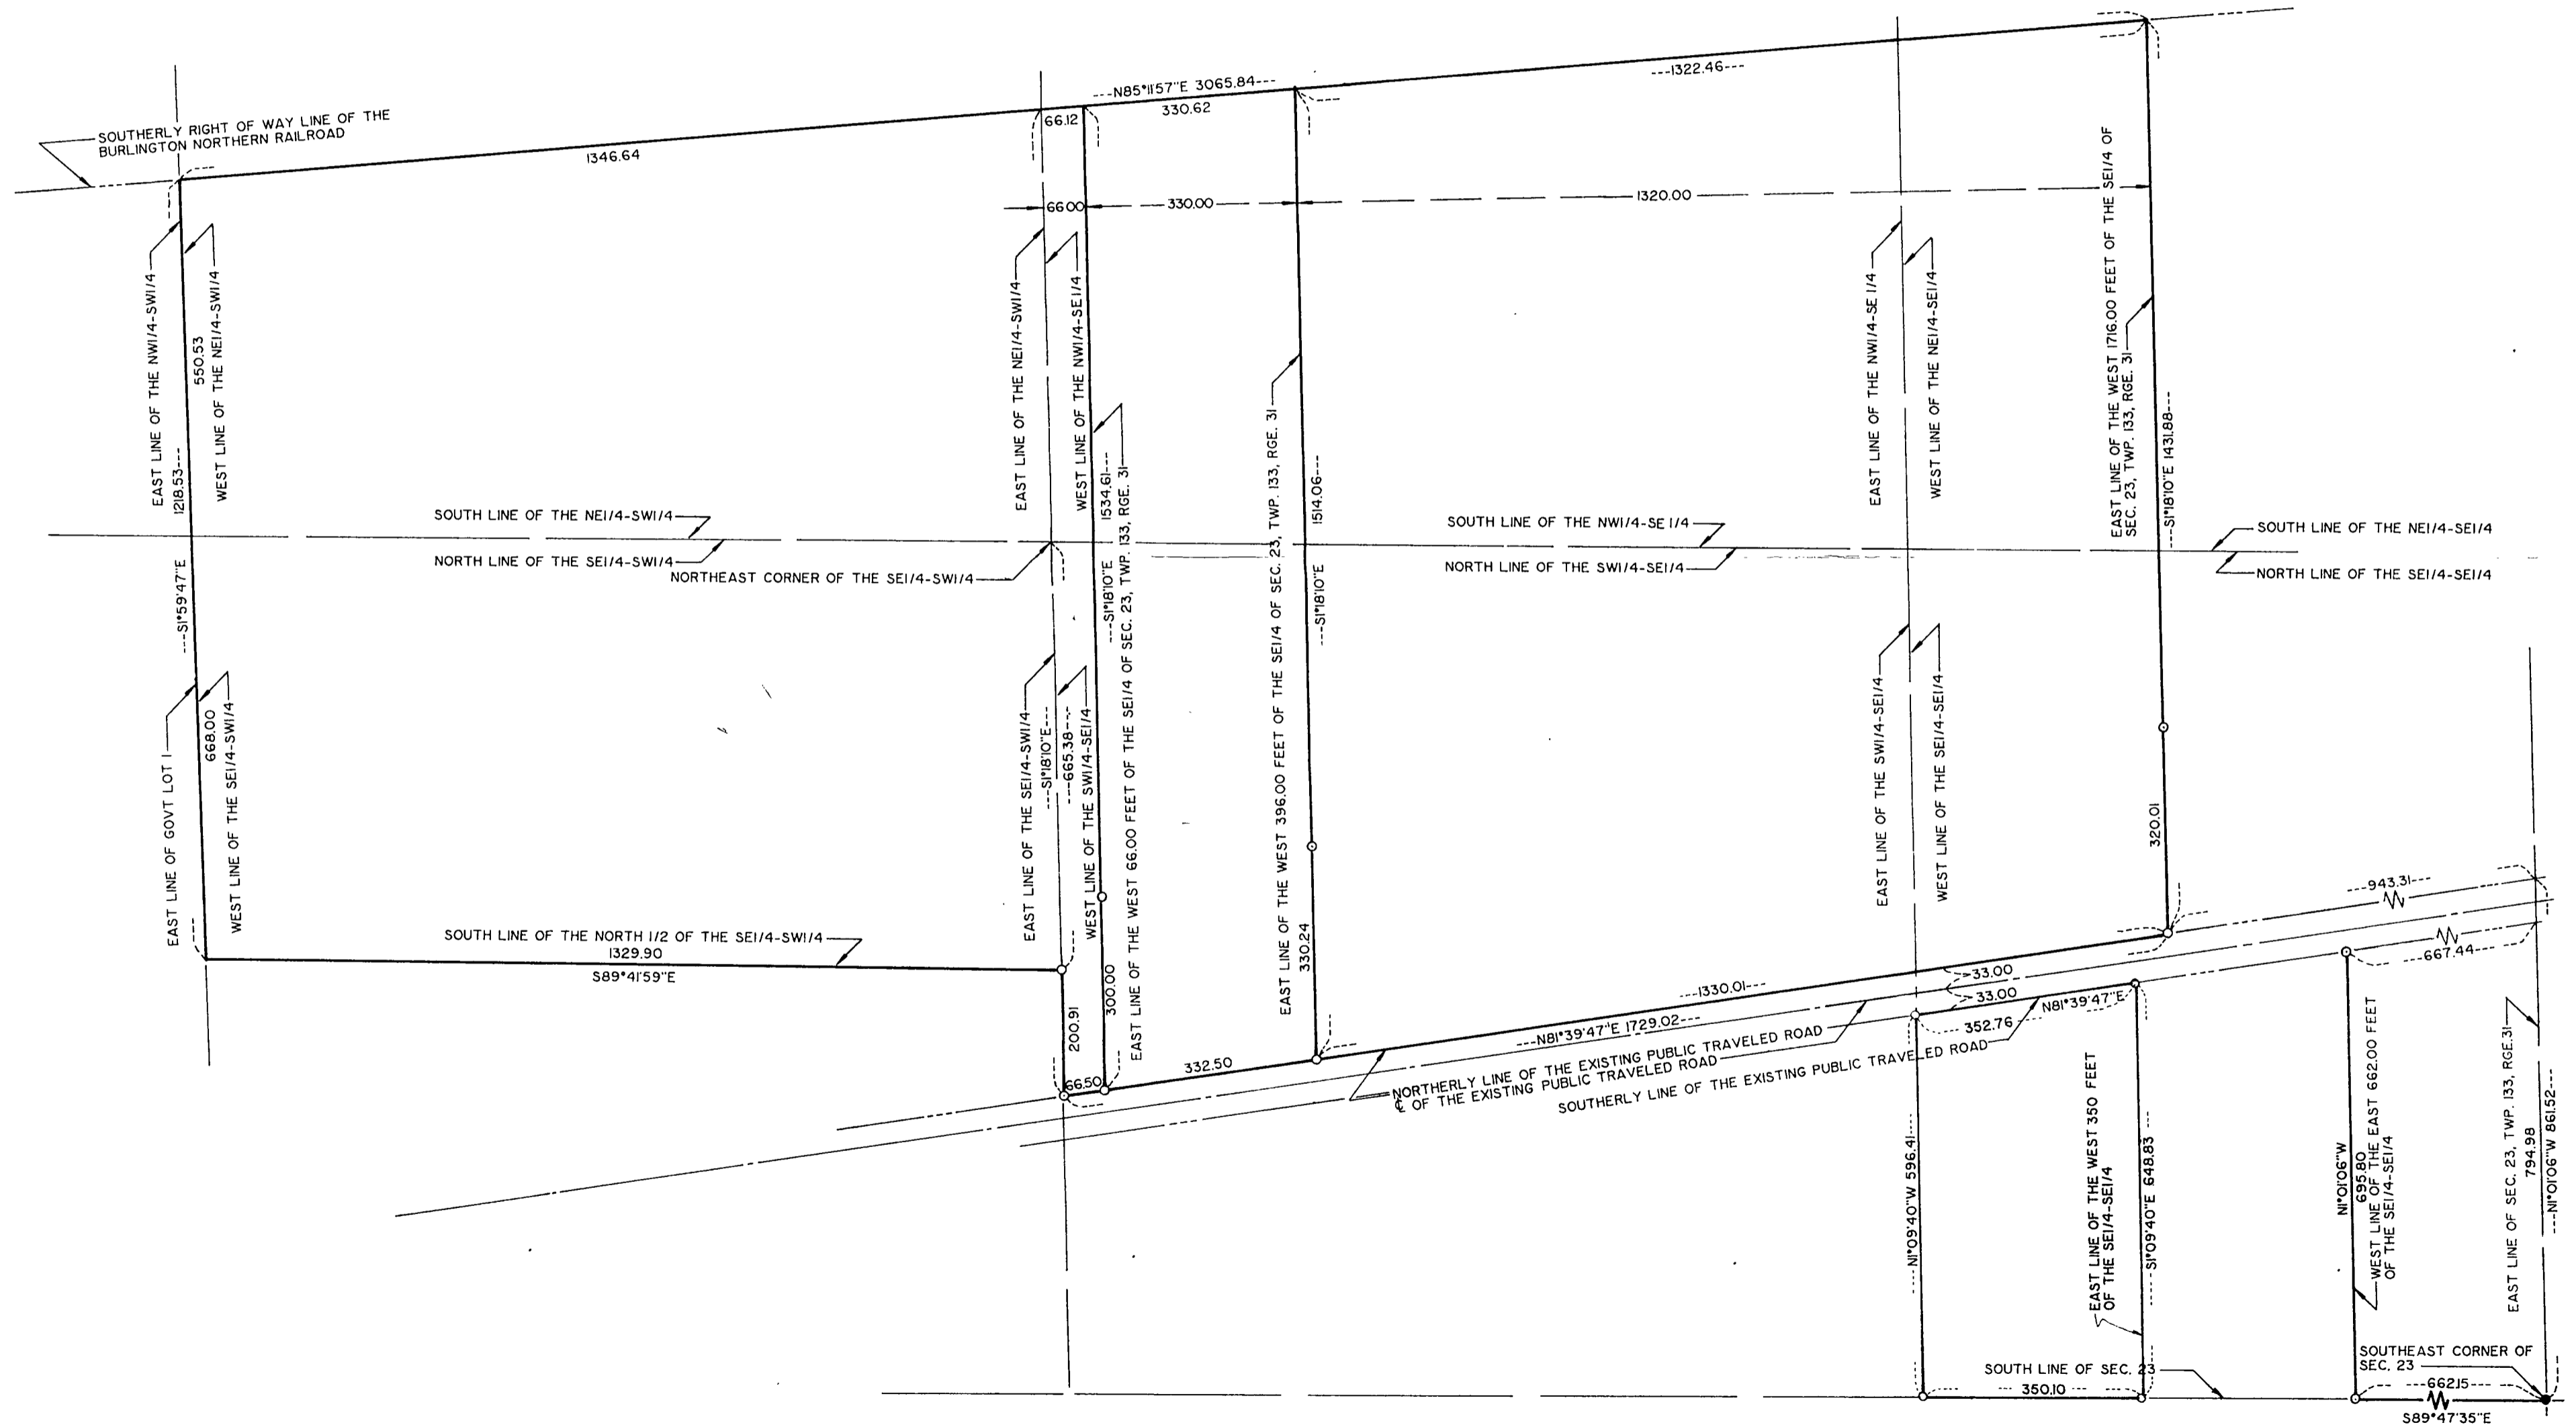 SOUTHERLY RIGHT OF WAY LINE OF THE
BURLINGTON NORTHERN RAILROAD
---N85°11'57"E 3065.84---
1346.64
66.12
330.62
---1322.46---
66.00
330.00
1320.00
EAST LINE OF THE NW1/4-SW1/4
550.53
WEST LINE OF THE NE1/4-SW1/4
1218.53---
---S1°59'47"E
EAST LINE OF GOVT LOT 1
668.00
WEST LINE OF THE SE1/4-SW1/4
SOUTH LINE OF THE NE1/4-SW1/4
NORTH LINE OF THE SE1/4-SW1/4
NORTHEAST CORNER OF THE SE1/4-SW1/4
EAST LINE OF THE NE1/4-SW1/4
WEST LINE OF THE NW1/4-SE1/4
---S1°18'10"E 1534.61---
EAST LINE OF THE WEST 66.00 FEET OF THE SE1/4 OF SEC. 23, TWP. 133, RGE. 31
EAST LINE OF THE SE1/4-SW1/4
---S1°18'10"E---
---665.38---
WEST LINE OF THE SW1/4-SE1/4
SOUTH LINE OF THE NORTH 1/2 OF THE SE1/4-SW1/4
1329.90
S89°41'59"E
200.91
300.00
66.50
332.50
EAST LINE OF THE WEST 396.00 FEET OF THE SE1/4 OF SEC. 23, TWP. 133, RGE. 31
---S1°18'10"E 1514.06---
330.24
SOUTH LINE OF THE NW1/4-SE 1/4
NORTH LINE OF THE SW1/4-SE1/4
EAST LINE OF THE NW1/4-SE 1/4
WEST LINE OF THE NE1/4-SE1/4
EAST LINE OF THE SW1/4-SE1/4
WEST LINE OF THE SE1/4-SE1/4
EAST LINE OF THE WEST 1716.00 FEET OF THE SE1/4 OF
SEC. 23, TWP. 133, RGE. 31
---S1°18'10"E 1431.88---
320.01
SOUTH LINE OF THE NE1/4-SE1/4
NORTH LINE OF THE SE1/4-SE1/4
---1330.01---
---N81°39'47"E 1729.02---
NORTHERLY LINE OF THE EXISTING PUBLIC TRAVELED ROAD
℄ OF THE EXISTING PUBLIC TRAVELED ROAD
SOUTHERLY LINE OF THE EXISTING PUBLIC TRAVELED ROAD
33.00
33.00
N81°39'47"E
352.76
---943.31---
667.44
---N1°09'40"W 596.41---
EAST LINE OF THE WEST 350 FEET
OF THE SE1/4-SE1/4
---S1°09'40"E 648.83---
N1°01'06"W
695.80
WEST LINE OF THE EAST 662.00 FEET
OF THE SE1/4-SE1/4
EAST LINE OF SEC. 23, TWP. 133, RGE. 31
794.98
---N1°01'06"W 861.52---
SOUTH LINE OF SEC. 23
350.10
SOUTHEAST CORNER OF
SEC. 23
662.15
S89°47'35"E